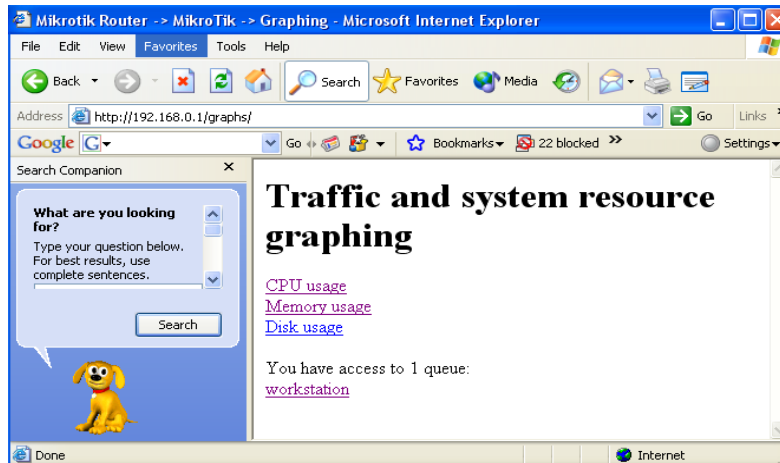 Mikrotik Router -> MikroTik -> Graphing - Microsoft Internet Explorer
File Edit View Favorites Tools Help
Back Search Favorites Media
Address http://192.168.0.1/graphs/ Go Links »
Google G Go Bookmarks 22 blocked » Settings
Search Companion ×
What are you looking
for?
Type your question below.
For best results, use
complete sentences.
Search
Traffic and system resource
graphing
CPU usage
Memory usage
Disk usage
You have access to 1 queue:
workstation
Done Internet